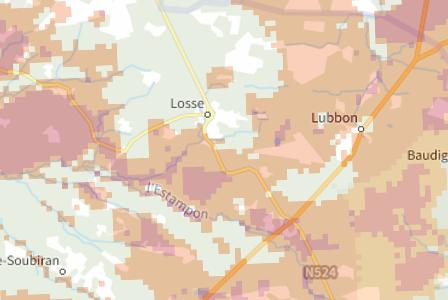 Losse
Lubbon
Baudig
L'Estampon
e-Soubiran
N524